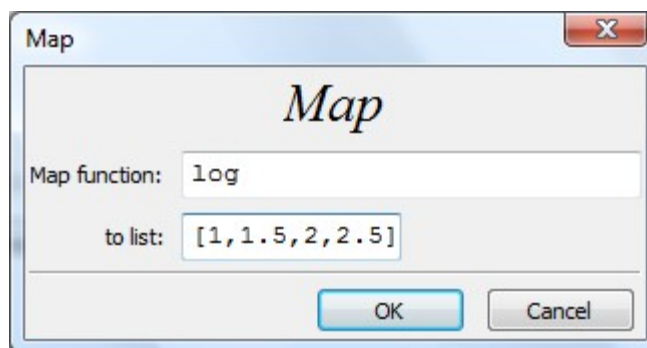 Map
Map
Map function: log
to list: [1,1.5,2,2.5]
OK Cancel